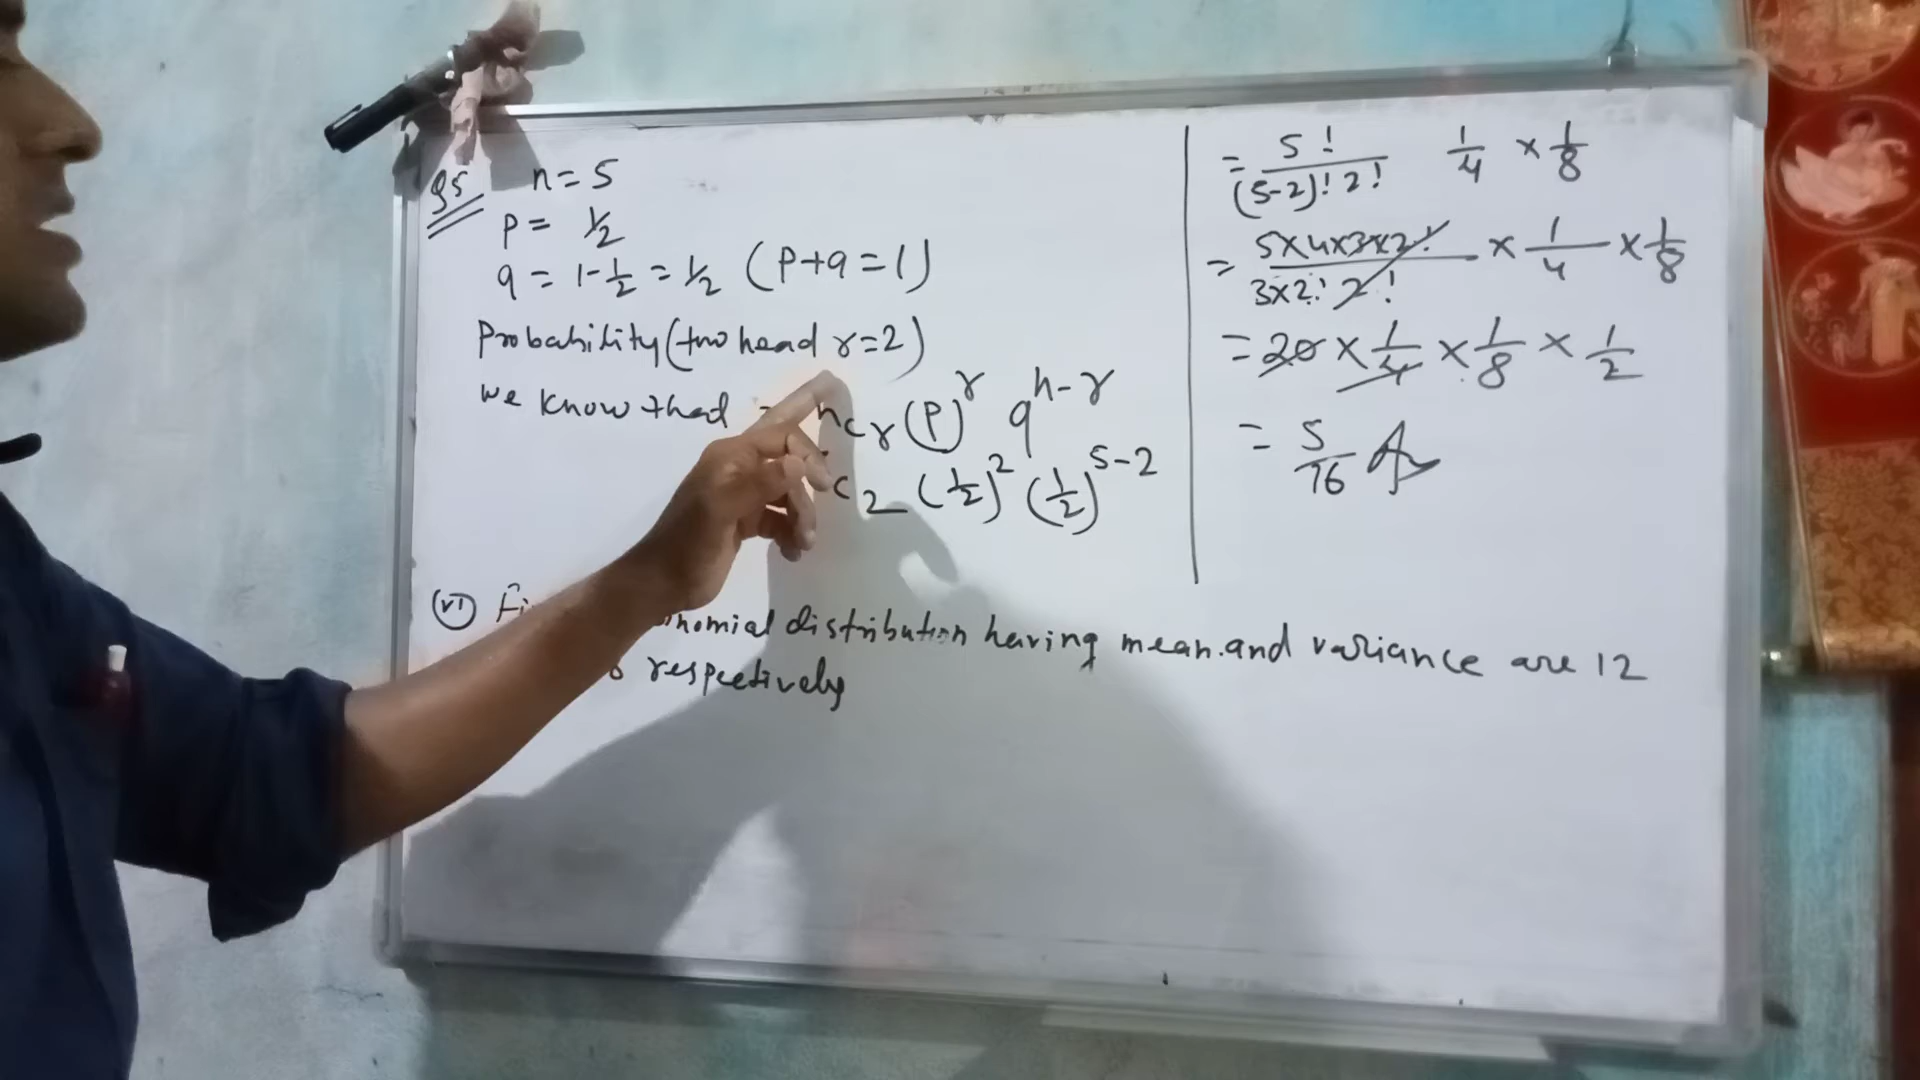 95 n = 5
p = 1/2
q = 1 - 1/2 = 1/2 (p+q = 1)
Probability (two head r = 2)
we know thad = ncr (p)^r q^n-r
c2 (1/2)^2 (1/2)^5-2
= 5! / (5-2)! 2! 1/4 × 1/8
= 5×4×3×2! / 3×2! 2! × 1/4 × 1/8
= 20 × 1/4 × 1/8 × 1/2
= 5/16
(vi) nomial distribution having mean and variance are 12
respectively